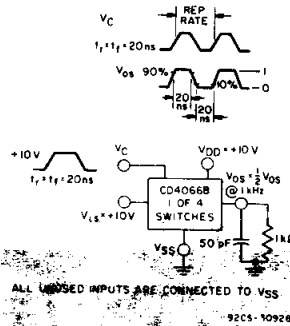 REP
RATE
V_C
t_r = t_f = 20ns
V_OS 90%
10%
1
0
20
ns
20
ns
+10V
t_r = t_f = 20ns
V_C
V_DD = +10V
V_is = +10V
CD4066B
1 OF 4
SWITCHES
V_OS = 1/2 V_OS
@ 1 kHz
V_SS
50 pF
1kΩ
ALL UNUSED INPUTS ARE CONNECTED TO V_SS
92CS-30928